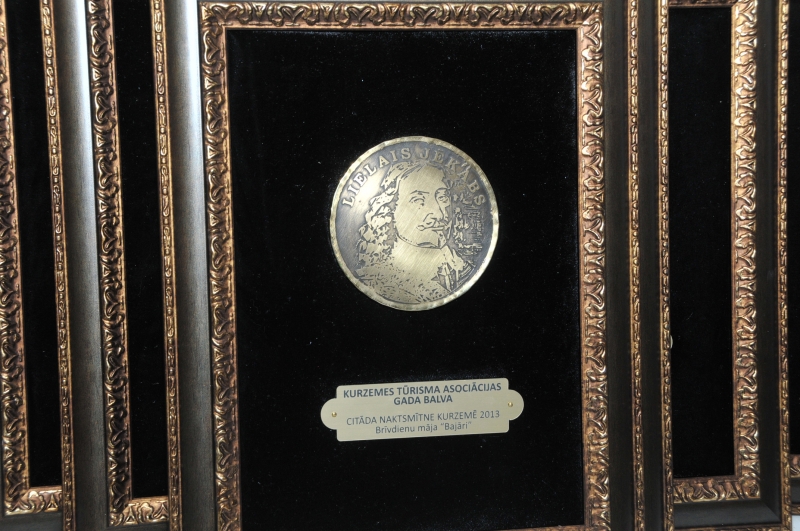 LIELAIS JĒKABS
KURZEMES TŪRISMA ASOCIĀCIJAS
GADA BALVA
CITĀDA NAKTSMĪTNE KURZEMĒ 2013
Brīvdienu māja "Bajāri"